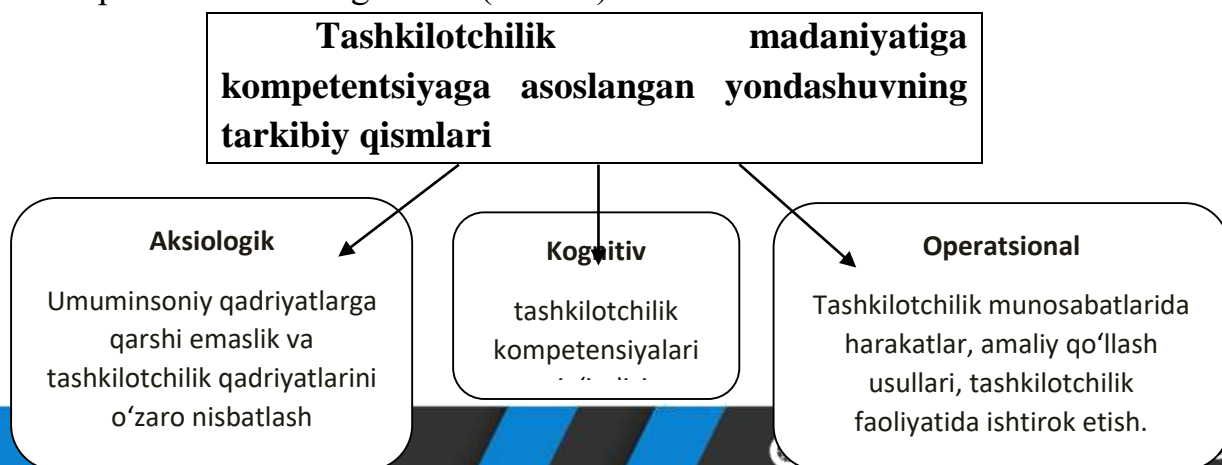 Tashkilotchilik madaniyatiga
kompetentsiyaga asoslangan yondashuvning
tarkibiy qismlari
Aksiologik
Umuminsoniy qadriyatlarga
qarshi emaslik va
tashkilotchilik qadriyatlarini
o‘zaro nisbatlash
Kognitiv
tashkilotchilik
kompetensiyalari
Operatsional
Tashkilotchilik munosabatlarida
harakatlar, amaliy qo‘llash
usullari, tashkilotchilik
faoliyatida ishtirok etish.